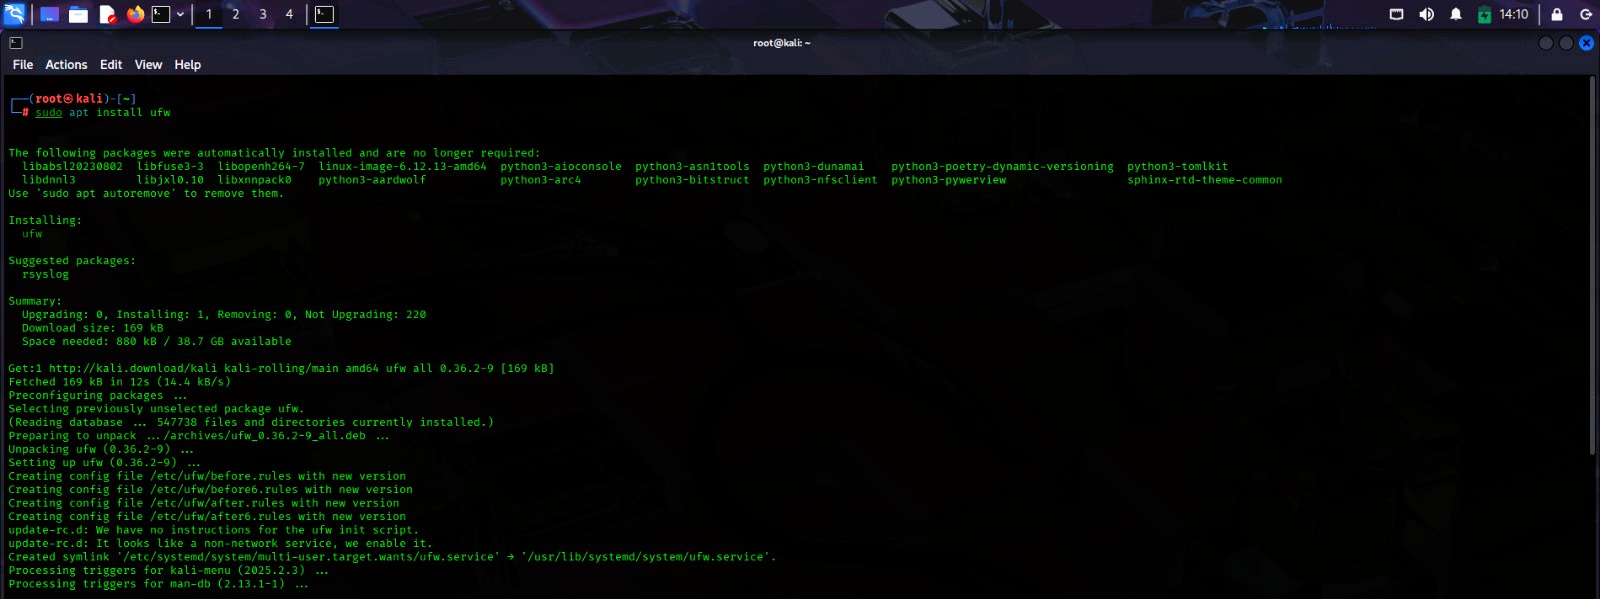 1 2 3 4 14:10
root@kali: ~
File Actions Edit View Help
(root㉿kali)-[~]
# sudo apt install ufw
The following packages were automatically installed and are no longer required:
libabsl20230802 libfuse3-3 libopenh264-7 linux-image-6.12.13-amd64 python3-aioconsole python3-asn1tools python3-dunamai python3-poetry-dynamic-versioning python3-tomlkit
libdnnl3 libjxl0.10 libxnnpack0 python3-aardwolf python3-arc4 python3-bitstruct python3-nfsclient python3-pywerview sphinx-rtd-theme-common
Use 'sudo apt autoremove' to remove them.
Installing:
ufw
Suggested packages:
rsyslog
Summary:
Upgrading: 0, Installing: 1, Removing: 0, Not Upgrading: 220
Download size: 169 kB
Space needed: 880 kB / 38.7 GB available
Get:1 http://kali.download/kali kali-rolling/main amd64 ufw all 0.36.2-9 [169 kB]
Fetched 169 kB in 12s (14.4 kB/s)
Preconfiguring packages ...
Selecting previously unselected package ufw.
(Reading database ... 547738 files and directories currently installed.)
Preparing to unpack .../archives/ufw_0.36.2-9_all.deb ...
Unpacking ufw (0.36.2-9) ...
Setting up ufw (0.36.2-9) ...
Creating config file /etc/ufw/before.rules with new version
Creating config file /etc/ufw/before6.rules with new version
Creating config file /etc/ufw/after.rules with new version
Creating config file /etc/ufw/after6.rules with new version
update-rc.d: We have no instructions for the ufw init script.
update-rc.d: It looks like a non-network service, we enable it.
Created symlink '/etc/systemd/system/multi-user.target.wants/ufw.service' → '/usr/lib/systemd/system/ufw.service'.
Processing triggers for kali-menu (2025.2.3) ...
Processing triggers for man-db (2.13.1-1) ...